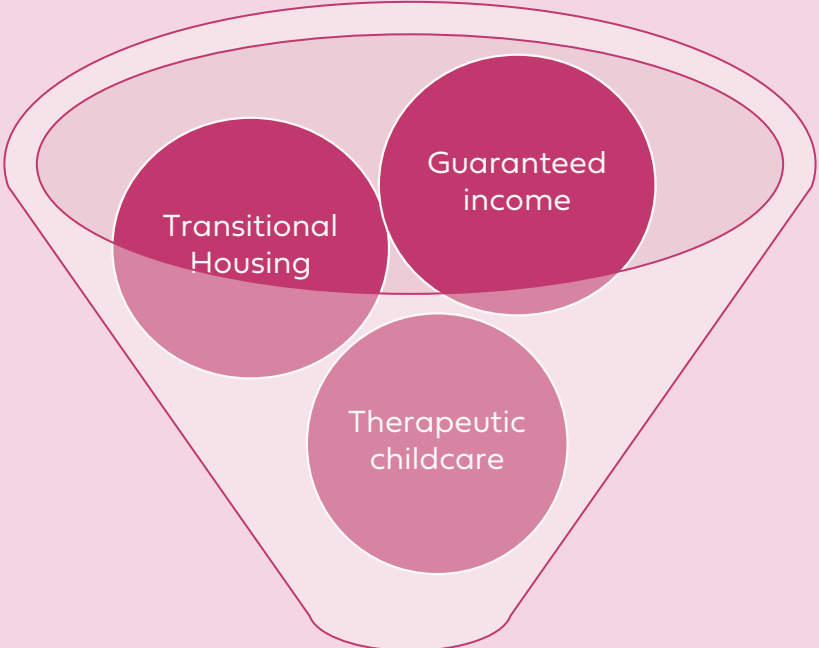 Guaranteed
income
Transitional
Housing
Therapeutic
childcare